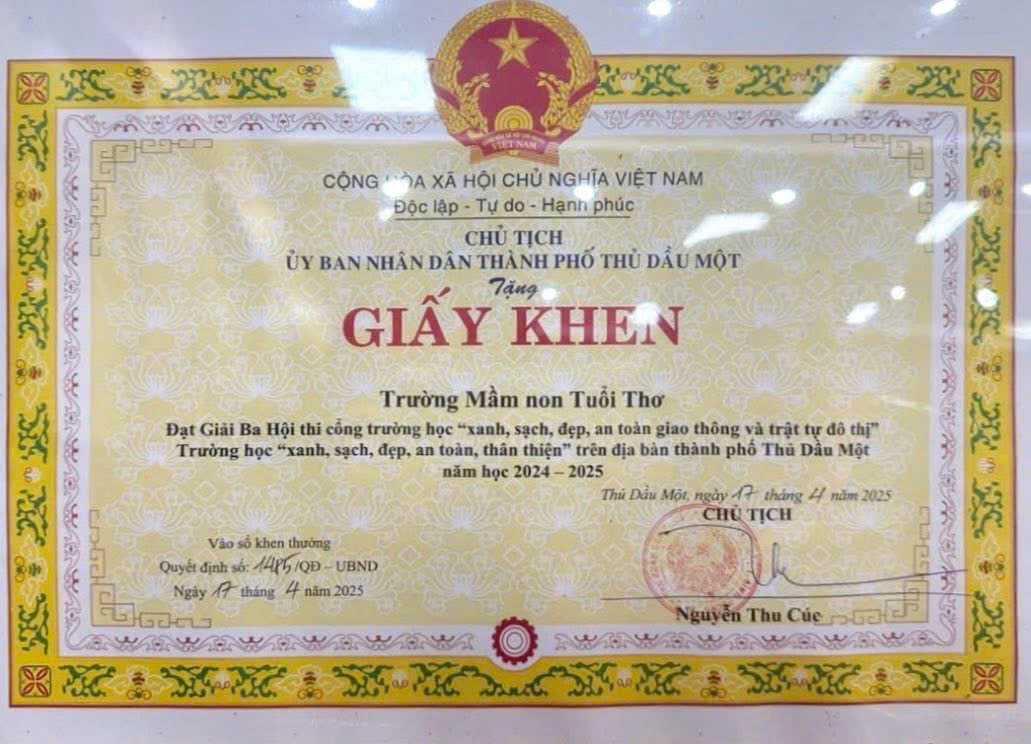 VIỆT NAM
CỘNG HÒA XÃ HỘI CHỦ NGHĨA VIỆT NAM
Độc lập - Tự do - Hạnh phúc
CHỦ TỊCH
ỦY BAN NHÂN DÂN THÀNH PHỐ THỦ DẦU MỘT
Tặng
GIẤY KHEN
Trường Mầm non Tuổi Thơ
Đạt Giải Ba Hội thi cổng trường học “xanh, sạch, đẹp, an toàn giao thông và trật tự đô thị”
Trường học “xanh, sạch, đẹp, an toàn, thân thiện” trên địa bàn thành phố Thủ Dầu Một
năm học 2024 – 2025
Thủ Dầu Một, ngày 17 tháng 4 năm 2025
CHỦ TỊCH
Vào sổ khen thưởng
Quyết định số: 1485/QĐ – UBND
Ngày 17 tháng 4 năm 2025
Nguyễn Thu Cúc